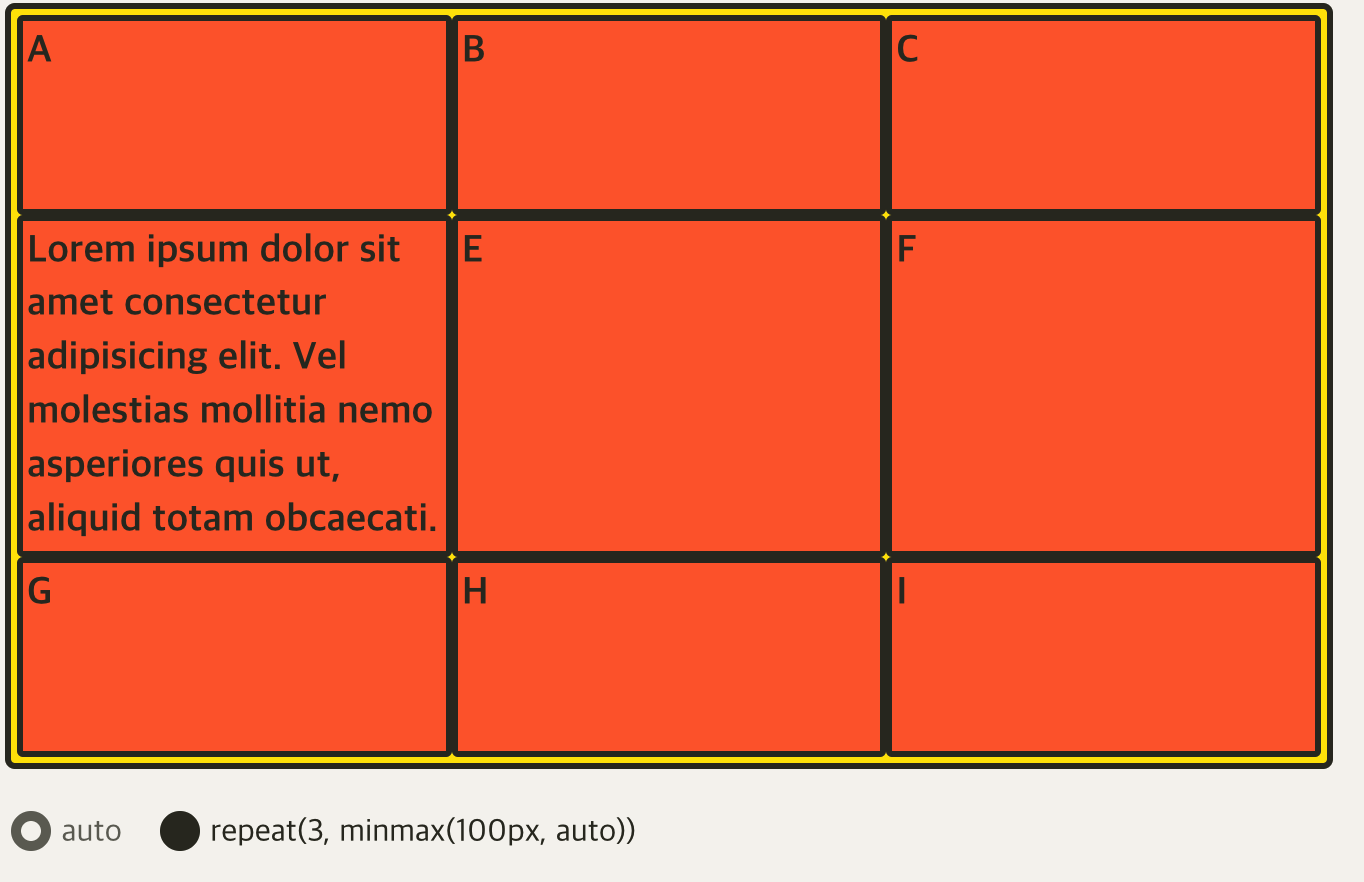 A
B
C
Lorem ipsum dolor sit
amet consectetur
adipisicing elit. Vel
molestias mollitia nemo
asperiores quis ut,
aliquid totam obcaecati.
E
F
G
H
I
auto
repeat(3, minmax(100px, auto))